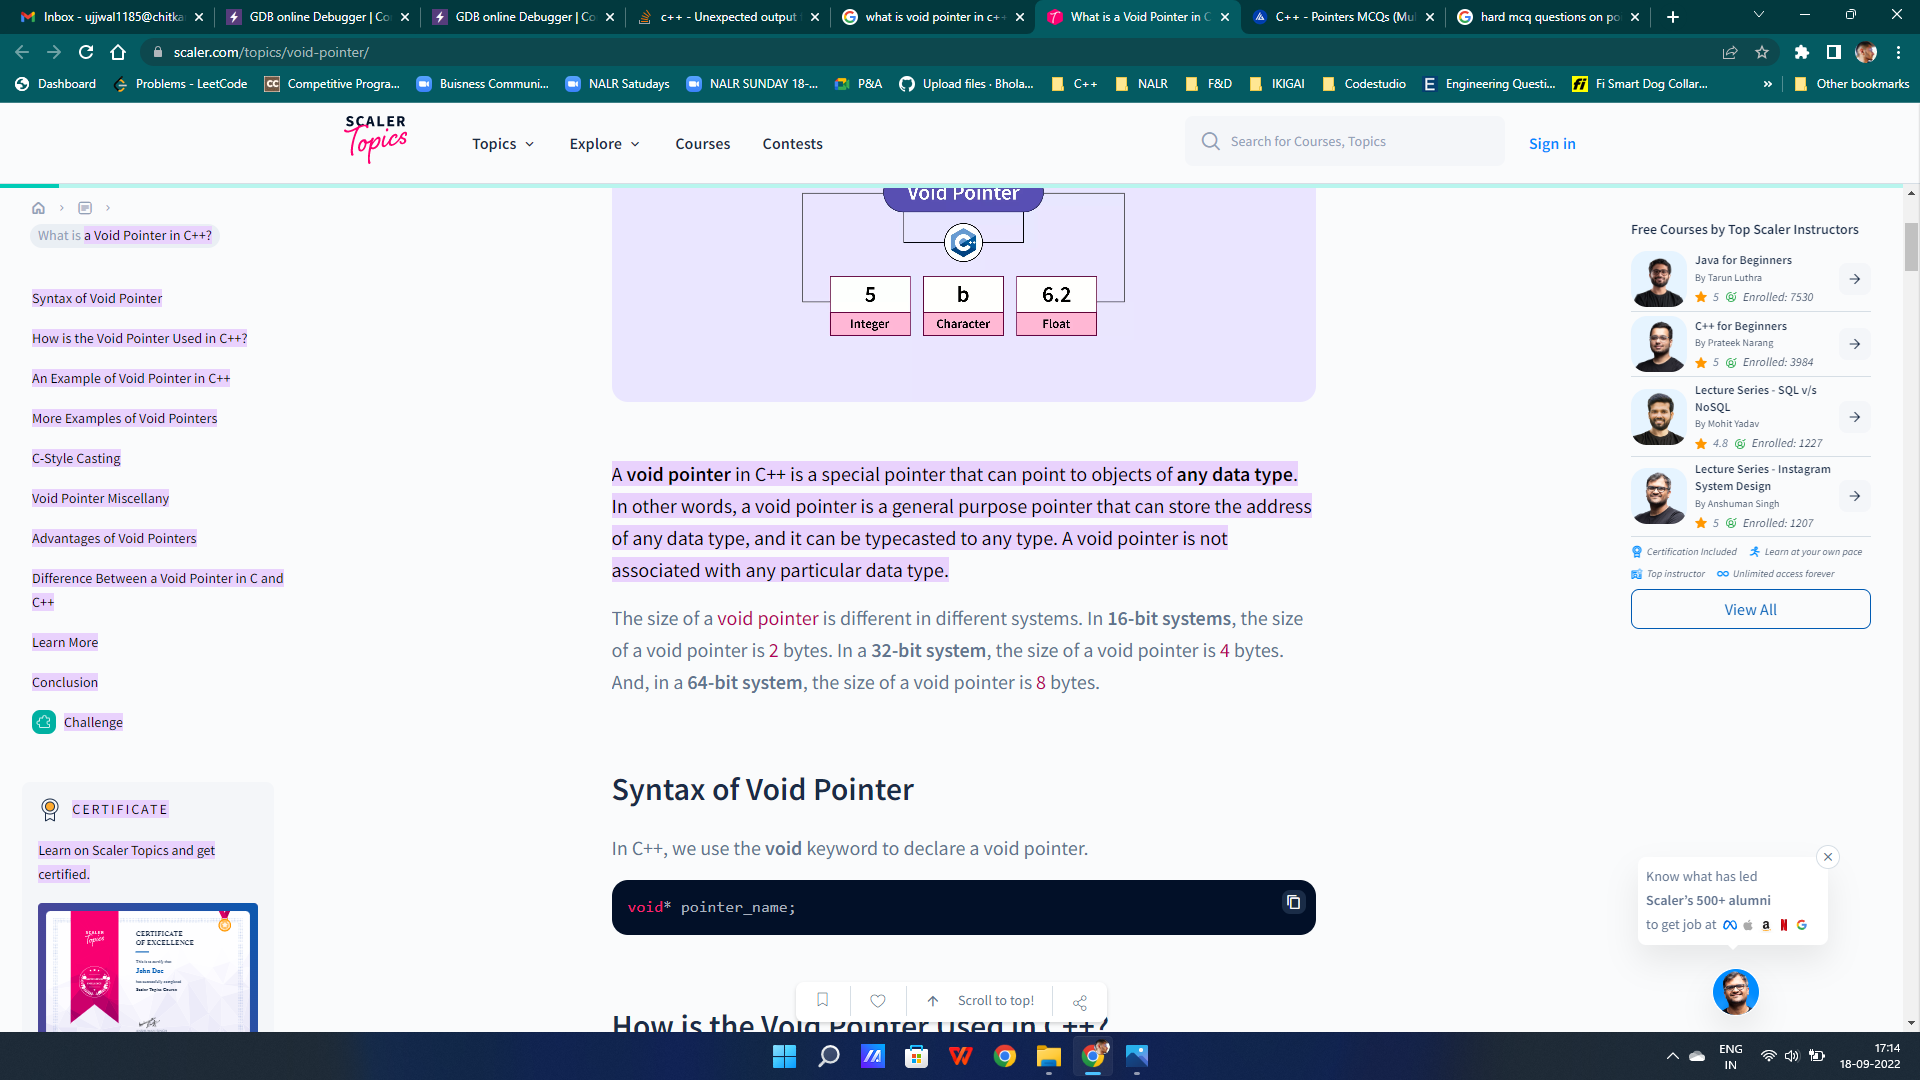 Inbox - ujjwal1185@chitka
GDB online Debugger | Co
GDB online Debugger | Co
c++ - Unexpected output
what is void pointer in c++
What is a Void Pointer in C
C++ - Pointers MCQs (Mul
hard mcq questions on po
scaler.com/topics/void-pointer/
Dashboard
Problems - LeetCode
Competitive Progra...
Buisness Communi...
NALR Satudays
NALR SUNDAY 18-...
P&A
Upload files · Bhola...
C++
NALR
F&D
IKIGAI
Codestudio
Engineering Questi...
Fi Smart Dog Collar...
»
Other bookmarks
SCALER
Topics
Topics
Explore
Courses
Contests
Search for Courses, Topics
Sign in
What is a Void Pointer in C++?
Syntax of Void Pointer
How is the Void Pointer Used in C++?
An Example of Void Pointer in C++
More Examples of Void Pointers
C-Style Casting
Void Pointer Miscellany
Advantages of Void Pointers
Difference Between a Void Pointer in C and
C++
Learn More
Conclusion
Challenge
CERTIFICATE
Learn on Scaler Topics and get
certified.
SCALER
Topics
CERTIFICATE
OF EXCELLENCE
This is to certify that
John Doe
has successfully completed
Scaler Topics Course
Void Pointer
C++
5
Integer
b
Character
6.2
Float
A void pointer in C++ is a special pointer that can point to objects of any data type.
In other words, a void pointer is a general purpose pointer that can store the address
of any data type, and it can be typecasted to any type. A void pointer is not
associated with any particular data type.
The size of a void pointer is different in different systems. In 16-bit systems, the size
of a void pointer is 2 bytes. In a 32-bit system, the size of a void pointer is 4 bytes.
And, in a 64-bit system, the size of a void pointer is 8 bytes.
Syntax of Void Pointer
In C++, we use the void keyword to declare a void pointer.
void* pointer_name;
How is the Void Pointer Used in C++?
Scroll to top!
Free Courses by Top Scaler Instructors
Java for Beginners
By Tarun Luthra
5 Enrolled: 7530
C++ for Beginners
By Prateek Narang
5 Enrolled: 3984
Lecture Series - SQL v/s
NoSQL
By Mohit Yadav
4.8 Enrolled: 1227
Lecture Series - Instagram
System Design
By Anshuman Singh
5 Enrolled: 1207
Certification Included
Learn at your own pace
Top instructor
Unlimited access forever
View All
Know what has led
Scaler's 500+ alumni
to get job at
ENG
IN
17:14
18-09-2022